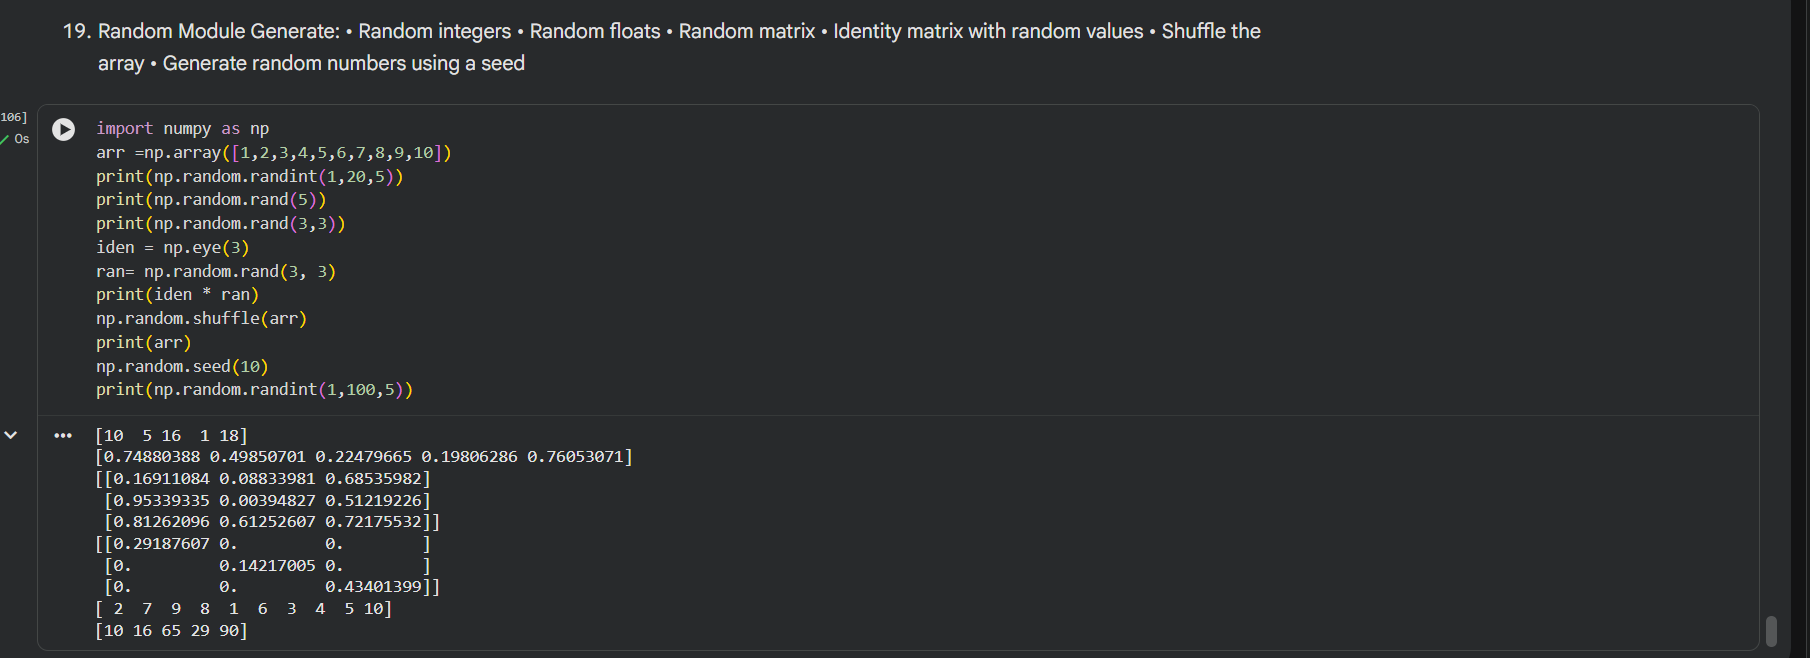 19. Random Module Generate: • Random integers • Random floats • Random matrix • Identity matrix with random values • Shuffle the
array • Generate random numbers using a seed
106]
0s
import numpy as np
arr =np.array([1,2,3,4,5,6,7,8,9,10])
print(np.random.randint(1,20,5))
print(np.random.rand(5))
print(np.random.rand(3,3))
iden = np.eye(3)
ran= np.random.rand(3, 3)
print(iden * ran)
np.random.shuffle(arr)
print(arr)
np.random.seed(10)
print(np.random.randint(1,100,5))
[10  5 16  1 18]
[0.74880388 0.49850701 0.22479665 0.19806286 0.76053071]
[[0.16911084 0.08833981 0.68535982]
 [0.95339335 0.00394827 0.51219226]
 [0.81262096 0.61252607 0.72175532]]
[[0.29187607 0.         0.        ]
 [0.         0.14217005 0.        ]
 [0.         0.         0.43401399]]
[ 2  7  9  8  1  6  3  4  5 10]
[10 16 65 29 90]